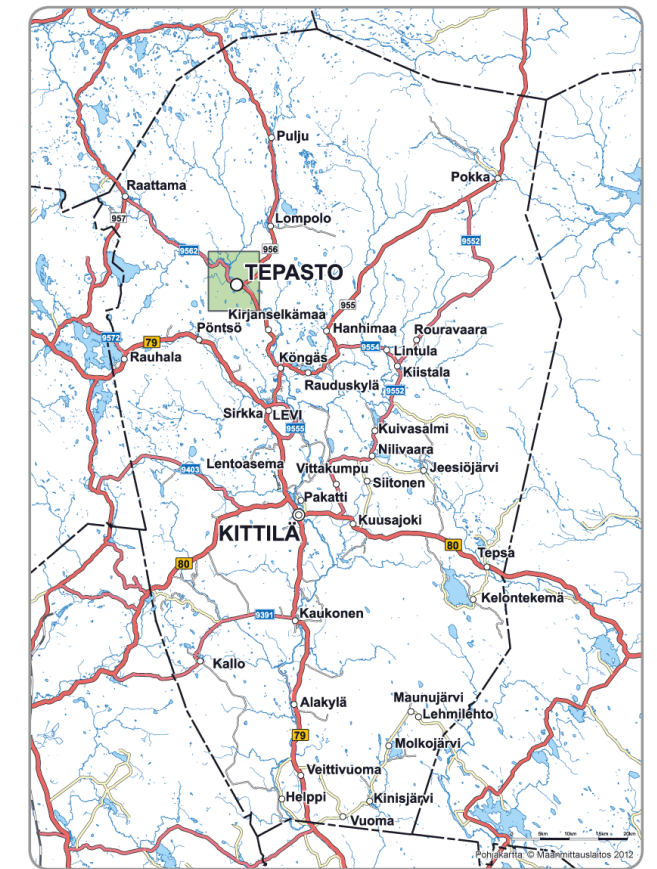 Pulju
Pokka
Raattama
957
Lompolo
9562
956
9552
TEPASTO
955
Kirjanselkämaa
Pöntsö
Hanhimaa
Rouravaara
9572
79
Rauhala
9554
Lintula
Köngäs
Kiistala
Rauduskylä
9552
Sirkka
LEVI
9555
Kuivasalmi
Nilivaara
Lentoasema
Vittakumpu
Jeesiöjärvi
9403
Siitonen
Pakatti
KITTILÄ
Kuusajoki
80
80
Tepsa
Kelontekemä
9391
Kaukonen
Kallo
Maunujärvi
Alakylä
Lehmilehto
79
Molkojärvi
Veittivuoma
Helppi
Kinisjärvi
Vuoma
5km 10km 15km 20km
Pohjakartta: © Maanmittauslaitos 2012